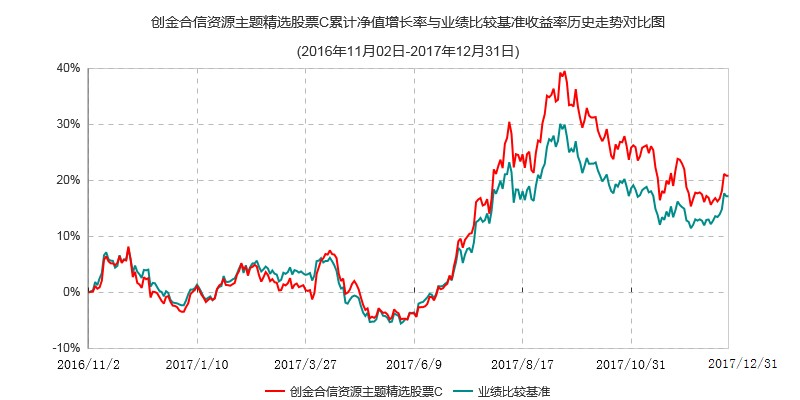 创金合信资源主题精选股票C累计净值增长率与业绩比较基准收益率历史走势对比图
(2016年11月02日-2017年12月31日)
40%
30%
20%
10%
0%
-10%
2016/11/2 2017/1/10 2017/3/27 2017/6/9 2017/8/17 2017/10/31 2017/12/31
创金合信资源主题精选股票C 业绩比较基准